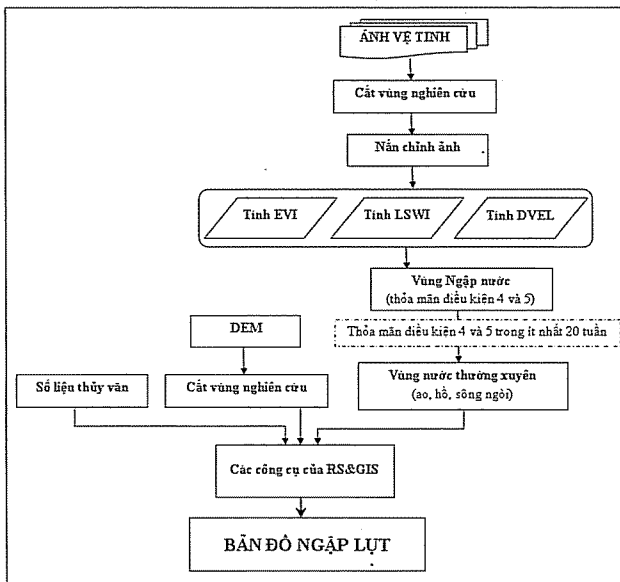 ẢNH VỆ TINH
Cắt vùng nghiên cứu
Nắn chỉnh ảnh
Tính EVI
Tính LSWI
Tính DVEL
Vùng Ngập nước
(thỏa mãn điều kiện 4 và 5)
Thỏa mãn điều kiện 4 và 5 trong ít nhất 20 tuần
DEM
Số liệu thủy văn
Cắt vùng nghiên cứu
Vùng nước thường xuyên
(ao, hồ, sông ngòi)
Các công cụ của RS&GIS
BẢN ĐỒ NGẬP LỤT